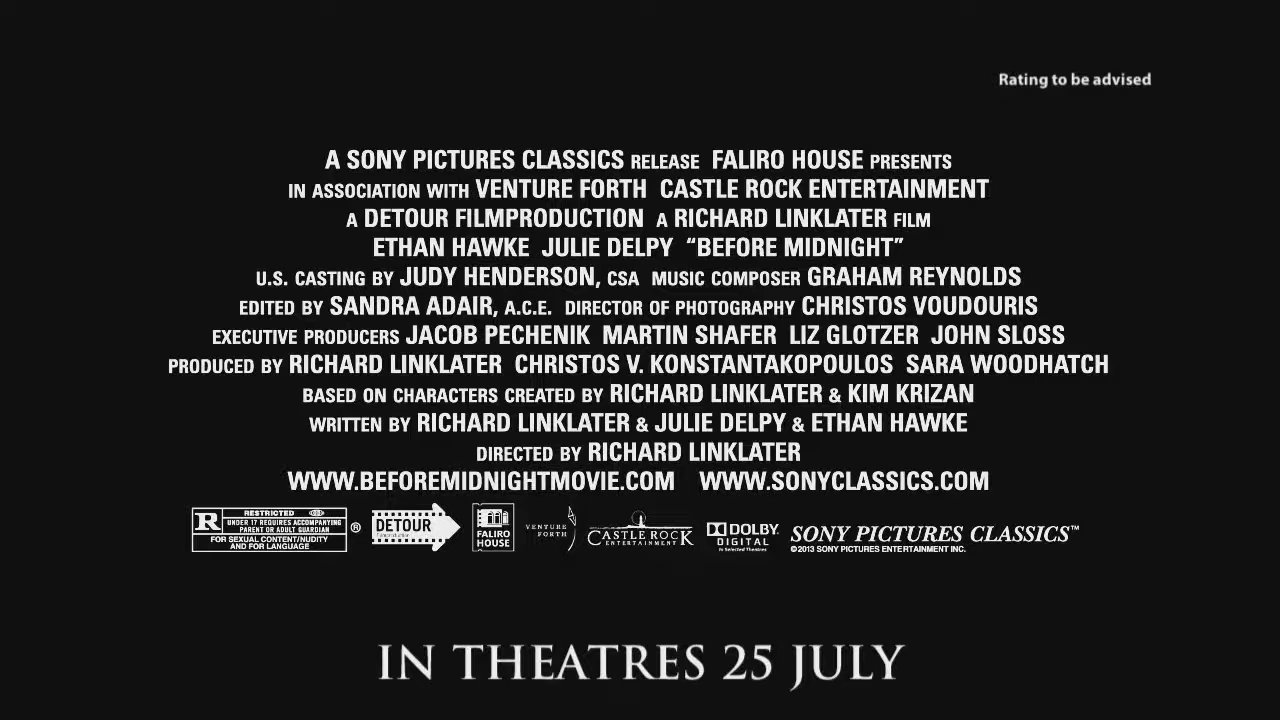 Rating to be advised
A SONY PICTURES CLASSICS RELEASE FALIRO HOUSE PRESENTS
IN ASSOCIATION WITH VENTURE FORTH CASTLE ROCK ENTERTAINMENT
A DETOUR FILMPRODUCTION A RICHARD LINKLATER FILM
ETHAN HAWKE JULIE DELPY “BEFORE MIDNIGHT”
U.S. CASTING BY JUDY HENDERSON, CSA MUSIC COMPOSER GRAHAM REYNOLDS
EDITED BY SANDRA ADAIR, A.C.E. DIRECTOR OF PHOTOGRAPHY CHRISTOS VOUDOURIS
EXECUTIVE PRODUCERS JACOB PECHENIK MARTIN SHAFER LIZ GLOTZER JOHN SLOSS
PRODUCED BY RICHARD LINKLATER CHRISTOS V. KONSTANTAKOPOULOS SARA WOODHATCH
BASED ON CHARACTERS CREATED BY RICHARD LINKLATER & KIM KRIZAN
WRITTEN BY RICHARD LINKLATER & JULIE DELPY & ETHAN HAWKE
DIRECTED BY RICHARD LINKLATER
WWW.BEFOREMIDNIGHTMOVIE.COM WWW.SONYCLASSICS.COM
R RESTRICTED
UNDER 17 REQUIRES ACCOMPANYING
PARENT OR ADULT GUARDIAN
FOR SEXUAL CONTENT/NUDITY
AND FOR LANGUAGE
®
DETOUR
Filmproduction
FALIRO
HOUSE
VENTURE
FORTH
CASTLE ROCK
ENTERTAINMENT
DOLBY
DIGITAL
In Selected Theatres
SONY PICTURES CLASSICS™
©2013 SONY PICTURES ENTERTAINMENT INC.
IN THEATRES 25 JULY